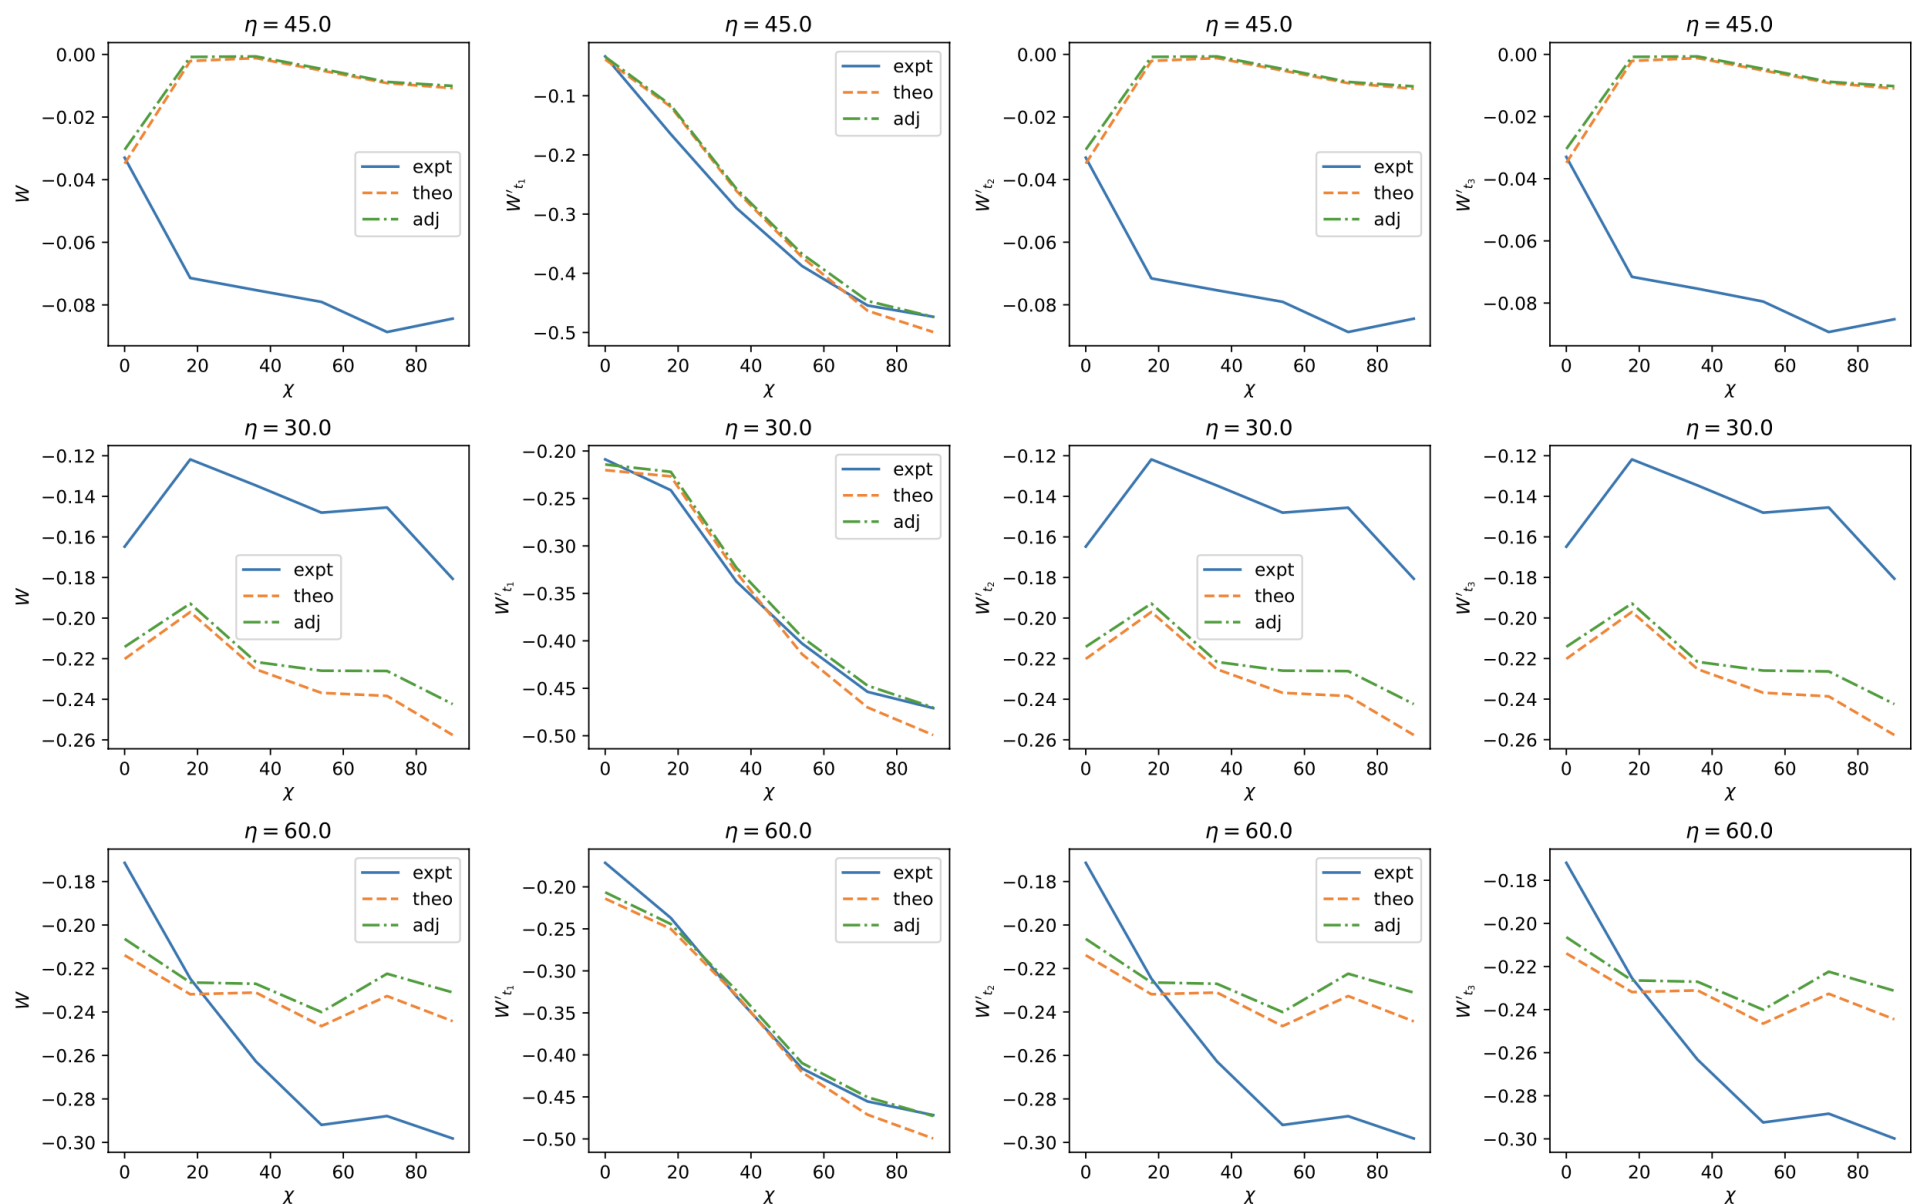 η = 45.0
η = 45.0
η = 45.0
η = 45.0
0.00
−0.02
−0.04
−0.06
−0.08
W
expt
theo
adj
0 20 40 60 80
χ
−0.1
−0.2
−0.3
−0.4
−0.5
W′t1
expt
theo
adj
0 20 40 60 80
χ
0.00
−0.02
−0.04
−0.06
−0.08
W′t2
expt
theo
adj
0 20 40 60 80
χ
0.00
−0.02
−0.04
−0.06
−0.08
W′t3
0 20 40 60 80
χ
η = 30.0
η = 30.0
η = 30.0
η = 30.0
−0.12
−0.14
−0.16
−0.18
−0.20
−0.22
−0.24
−0.26
W
expt
theo
adj
0 20 40 60 80
χ
−0.20
−0.25
−0.30
−0.35
−0.40
−0.45
−0.50
W′t1
expt
theo
adj
0 20 40 60 80
χ
−0.12
−0.14
−0.16
−0.18
−0.20
−0.22
−0.24
−0.26
W′t2
expt
theo
adj
0 20 40 60 80
χ
−0.12
−0.14
−0.16
−0.18
−0.20
−0.22
−0.24
−0.26
W′t3
0 20 40 60 80
χ
η = 60.0
η = 60.0
η = 60.0
η = 60.0
−0.18
−0.20
−0.22
−0.24
−0.26
−0.28
−0.30
W
expt
theo
adj
0 20 40 60 80
χ
−0.20
−0.25
−0.30
−0.35
−0.40
−0.45
−0.50
W′t1
expt
theo
adj
0 20 40 60 80
χ
−0.18
−0.20
−0.22
−0.24
−0.26
−0.28
−0.30
W′t2
expt
theo
adj
0 20 40 60 80
χ
−0.18
−0.20
−0.22
−0.24
−0.26
−0.28
−0.30
W′t3
0 20 40 60 80
χ